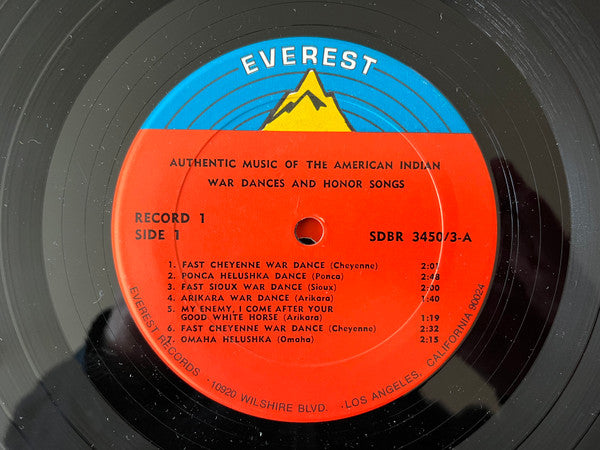 EVEREST
AUTHENTIC MUSIC OF THE AMERICAN INDIAN
WAR DANCES AND HONOR SONGS
RECORD 1
SIDE 1
SDBR 3450/3-A
1. FAST CHEYENNE WAR DANCE (Cheyenne) 2:07
2. PONCA HELUSHKA DANCE (Ponca) 2:48
3. FAST SIOUX WAR DANCE (Sioux) 2:00
4. ARIKARA WAR DANCE (Arikara) 1:40
5. MY ENEMY, I COME AFTER YOUR
GOOD WHITE HORSE (Arikara) 1:19
6. FAST CHEYENNE WAR DANCE (Cheyenne) 2:32
7. OMAHA HELUSHKA (Omaha) 2:15
EVEREST RECORDS · 10920 WILSHIRE BLVD. · LOS ANGELES, CALIFORNIA 90024